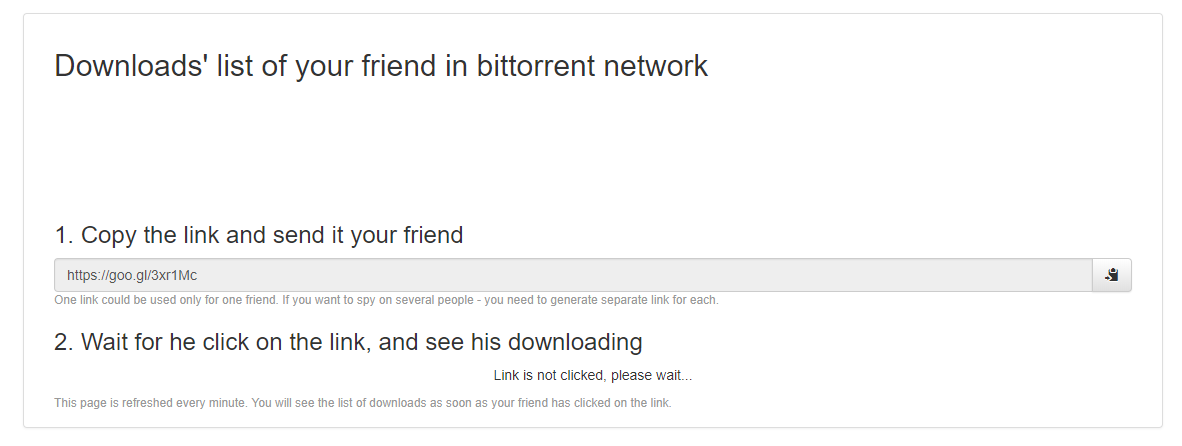 Downloads' list of your friend in bittorrent network
1. Copy the link and send it your friend
https://goo.gl/3xr1Mc
One link could be used only for one friend. If you want to spy on several people - you need to generate separate link for each.
2. Wait for he click on the link, and see his downloading
Link is not clicked, please wait...
This page is refreshed every minute. You will see the list of downloads as soon as your friend has clicked on the link.